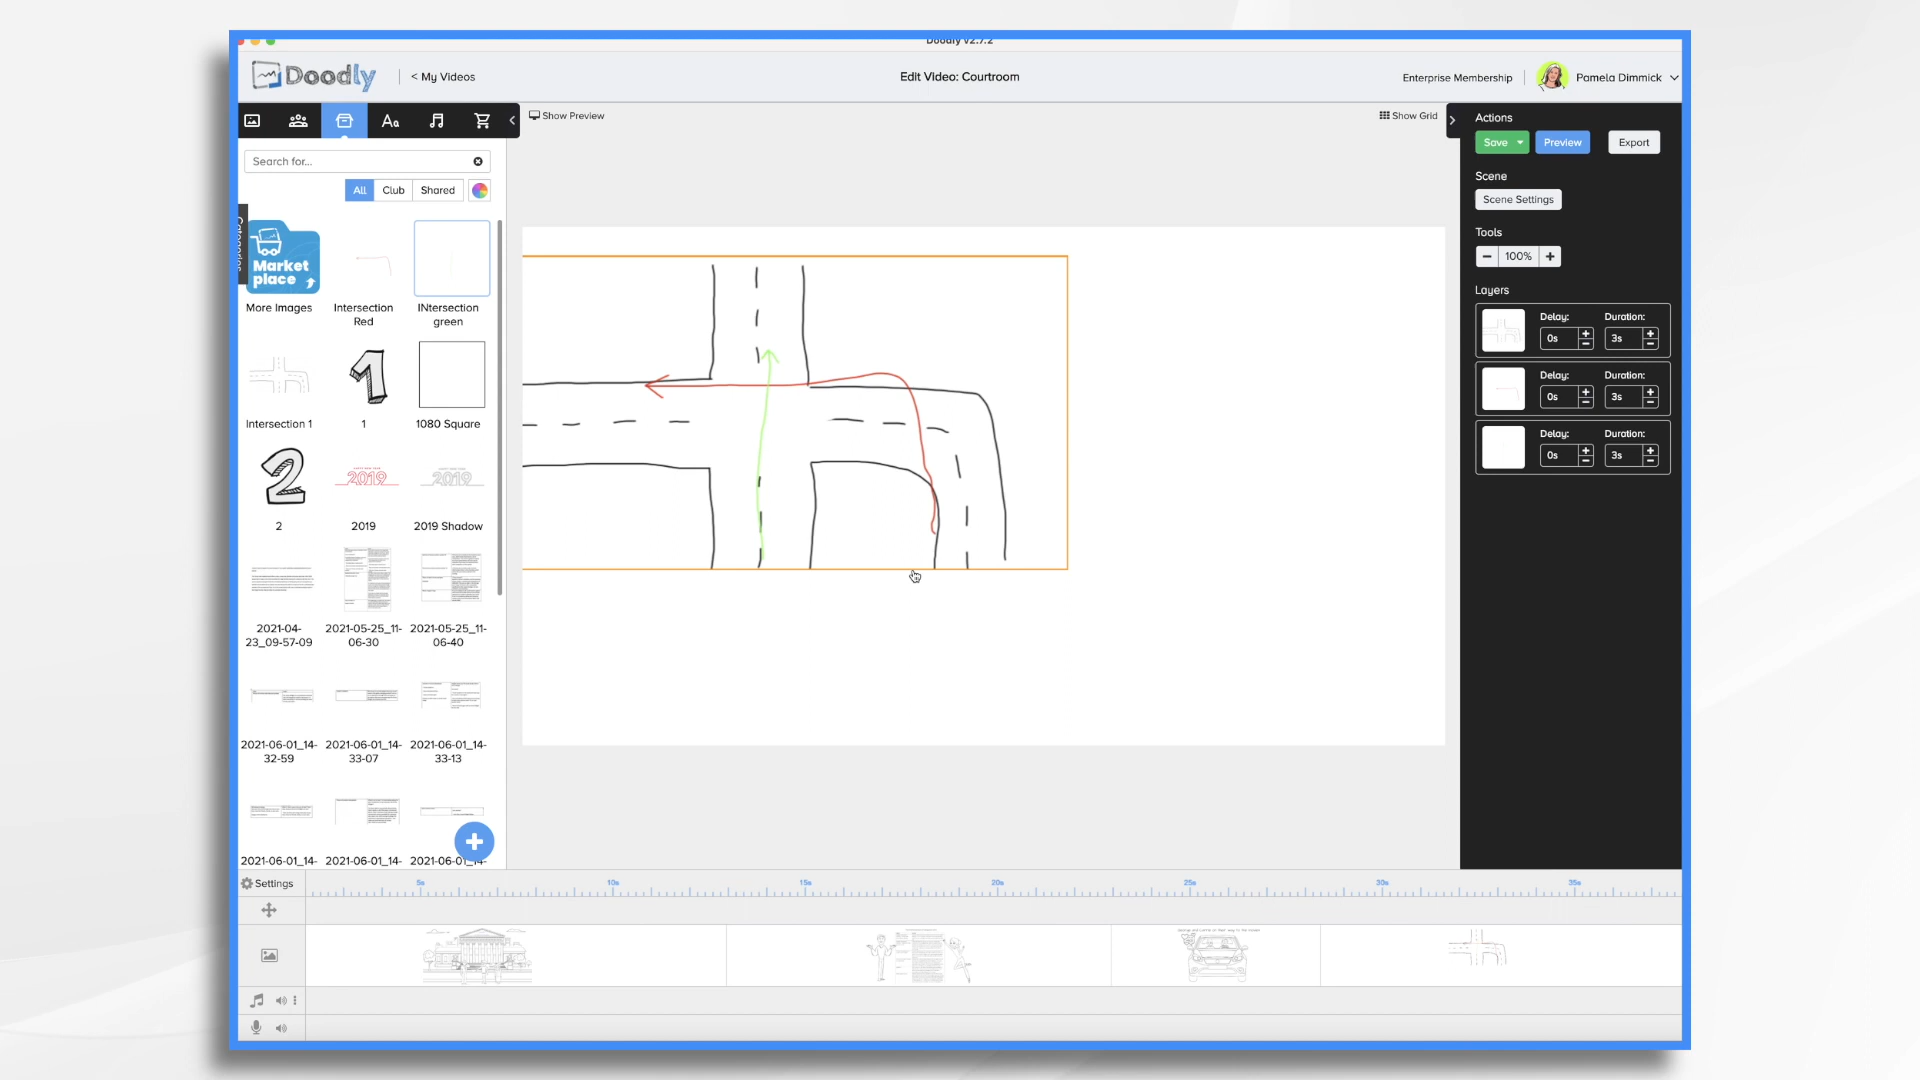 Doodly v2.7.2
Doodly
< My Videos
Edit Video: Courtroom
Enterprise Membership
Pamela Dimmick
Show Preview
Show Grid
Actions
Save
Preview
Export
Search for...
All
Club
Shared
Scene
Scene Settings
Tools
100%
Layers
Delay:
Duration:
0s
3s
Delay:
Duration:
0s
3s
Delay:
Duration:
0s
3s
Categories
Market
place
More Images
Intersection
Red
INtersection
green
Intersection 1
1
1080 Square
2
2019
2019 Shadow
2021-04-
23_09-57-09
2021-05-25_11-
06-30
2021-05-25_11-
06-40
2021-06-01_14-
32-59
2021-06-01_14-
33-07
2021-06-01_14-
33-13
2021-06-01_14-
2021-06-01_14-
2021-06-01_14-
Settings
5s
10s
15s
20s
25s
30s
35s